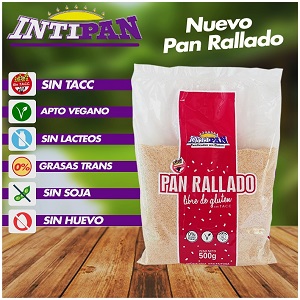 INTIPAN
Nuevo
Pan Rallado
SIN TACC
APTO VEGANO
SIN LACTEOS
0%
GRASAS TRANS
SIN SOJA
SIN HUEVO
INTIPAN
PAN RALLADO
libre de gluten
500g